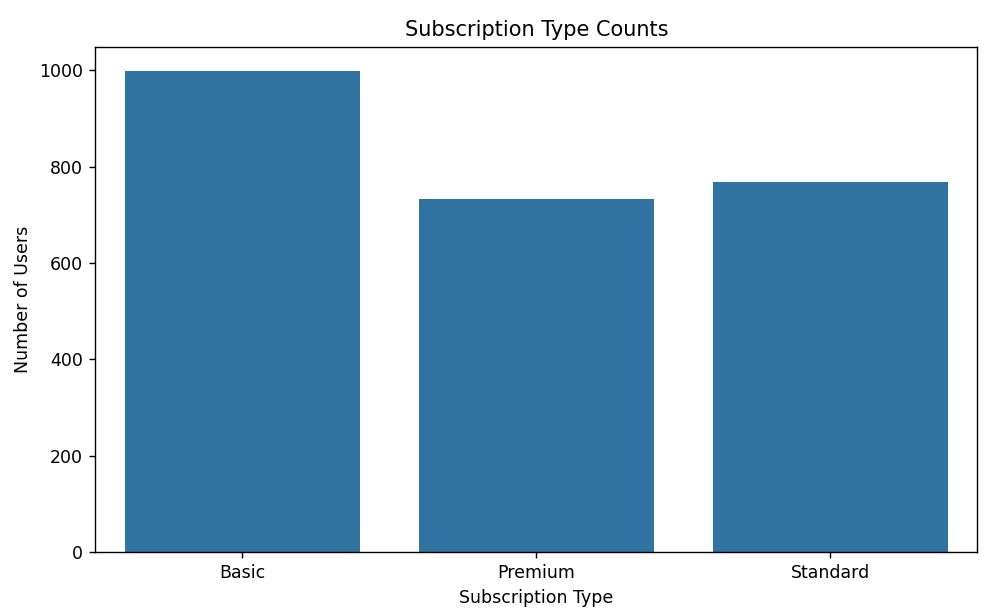 Subscription Type Counts
Number of Users
1000
800
600
400
200
0
Basic Premium Standard
Subscription Type